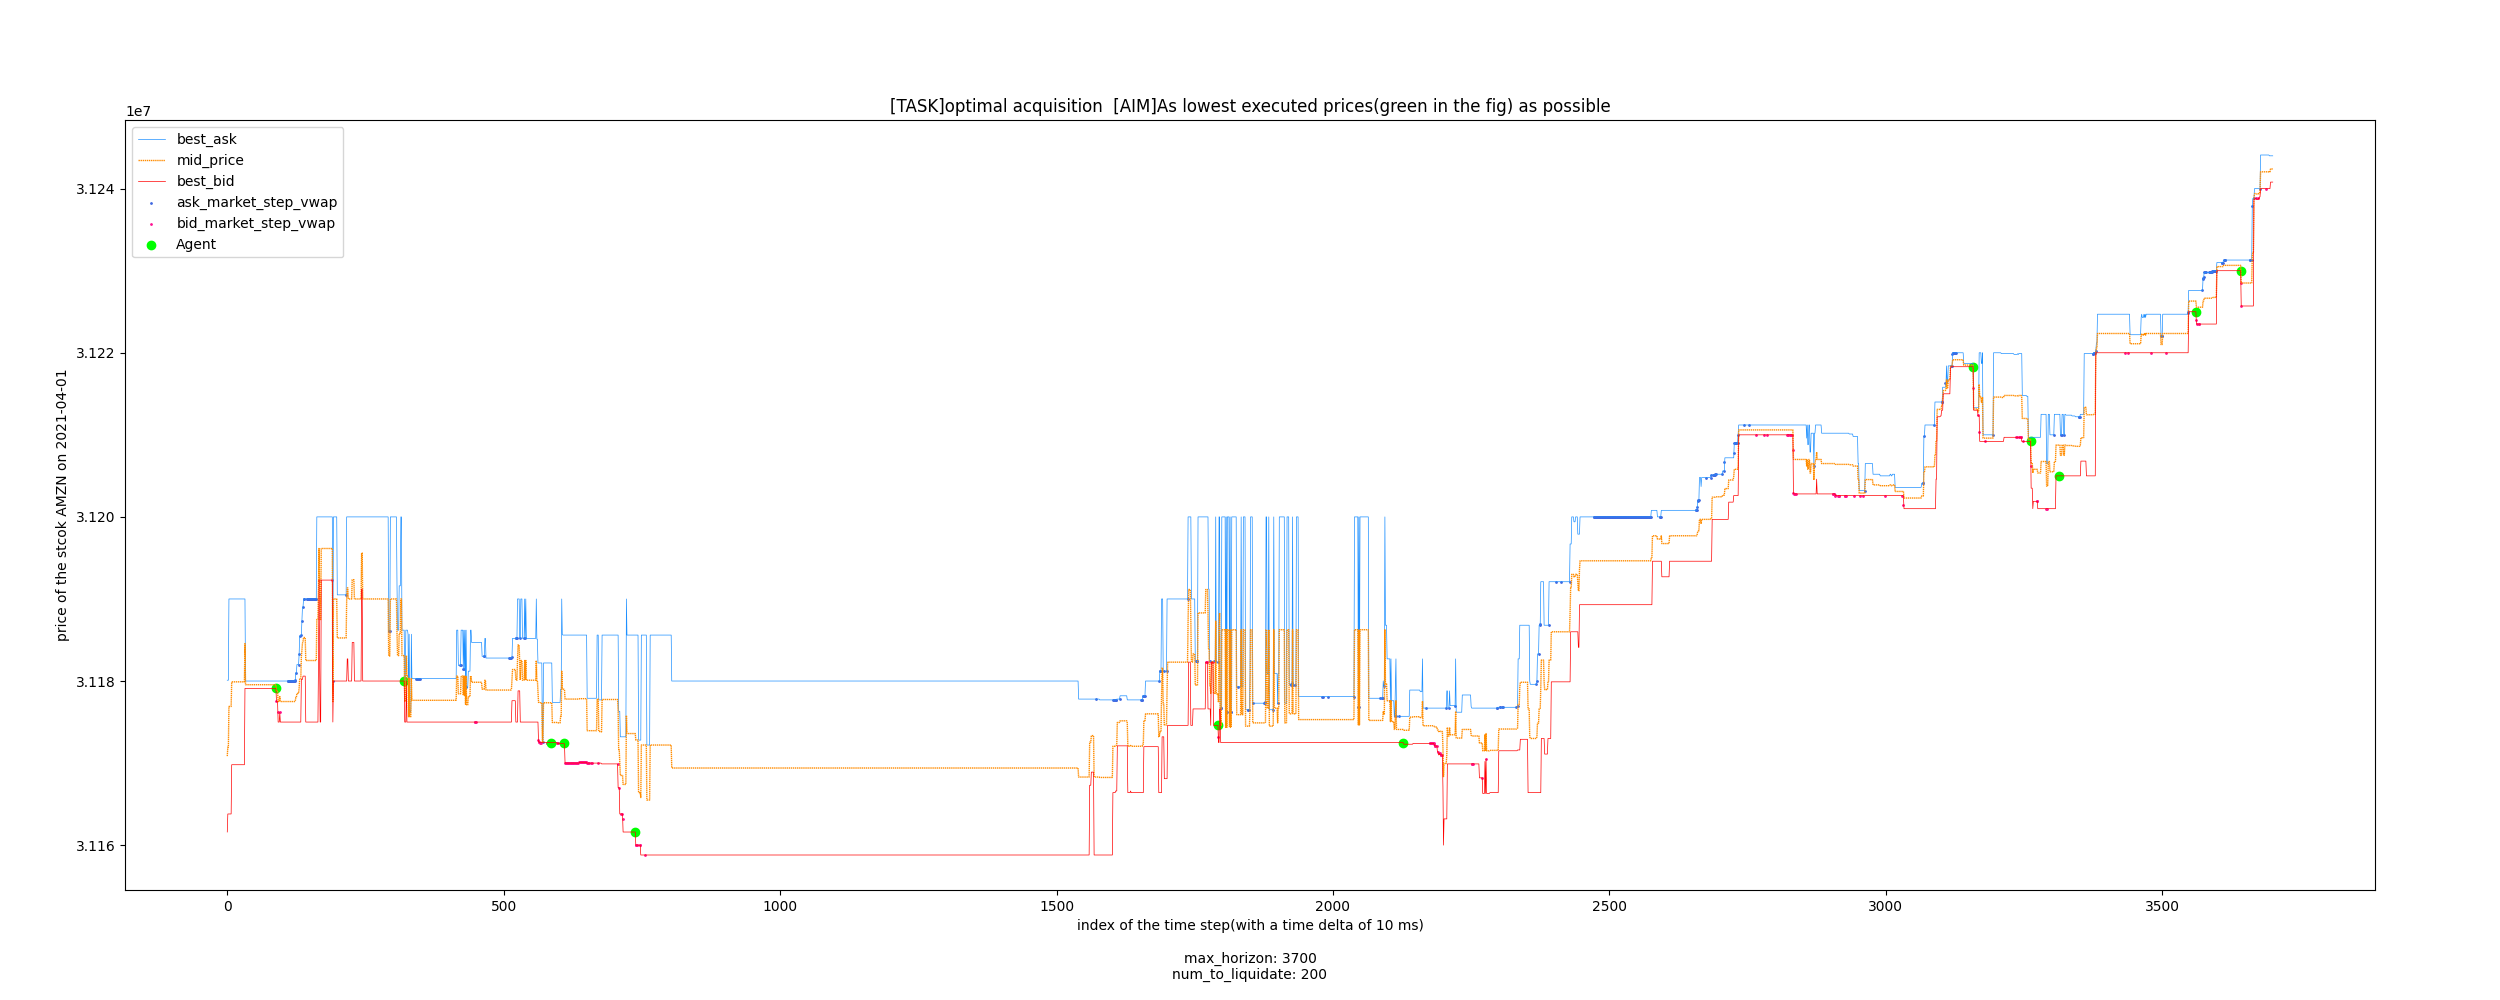 [TASK]optimal acquisition  [AIM]As lowest executed prices(green in the fig) as possible
1e7
best_ask
mid_price
best_bid
ask_market_step_vwap
bid_market_step_vwap
Agent
3.124
3.122
3.120
3.118
3.116
price of the stcok AMZN on 2021-04-01
0 500 1000 1500 2000 2500 3000 3500
index of the time step(with a time delta of 10 ms)
max_horizon: 3700
num_to_liquidate: 200